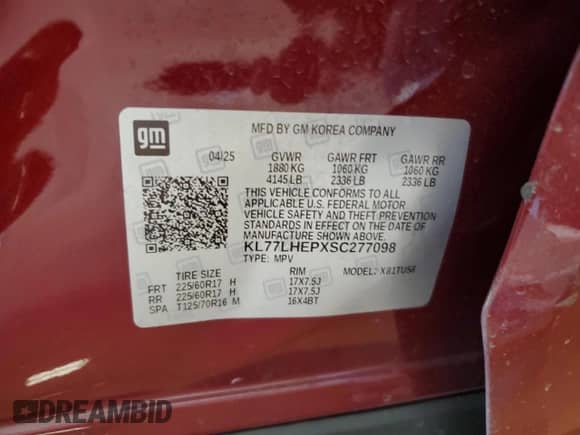 gm
MFD BY GM KOREA COMPANY
04/25 GVWR GAWR FRT GAWR RR
1880 KG 1060 KG 1060 KG
4145 LB 2336 LB 2336 LB
THIS VEHICLE CONFORMS TO ALL
APPLICABLE U.S. FEDERAL MOTOR
VEHICLE SAFETY AND THEFT PREVENTION
STANDARDS IN EFFECT ON THE DATE OF
MANUFACTURE SHOWN ABOVE.
KL77LHEPXSC277098
TYPE: MPV MODEL:
TIRE SIZE RIM
FRT 225/60R17 H 17X7.5J
RR 225/60R17 H 17X7.5J
SPA T125/70R16 M 16X4BT
DREAMBID